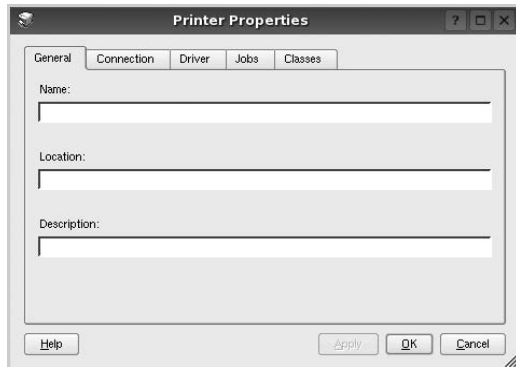 Printer Properties ?
General Connection Driver Jobs Classes
Name:
Location:
Description:
Help Apply OK Cancel